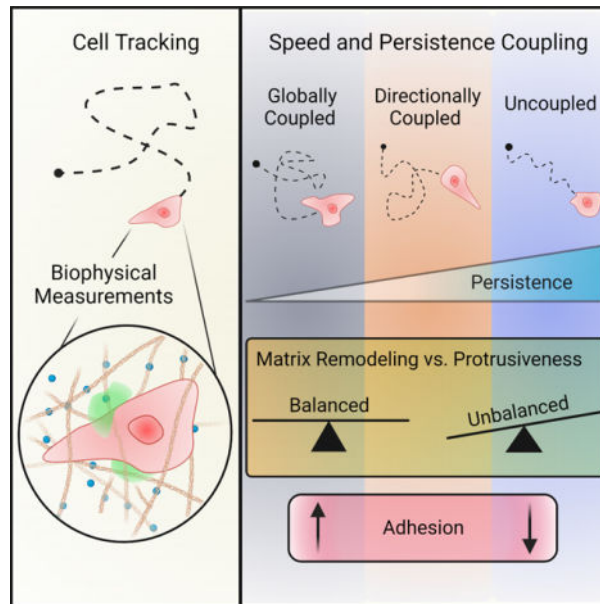 Cell Tracking
Biophysical
Measurements
Speed and Persistence Coupling
Globally
Coupled
Directionally
Coupled
Uncoupled
Persistence
Matrix Remodeling vs. Protrusiveness
Balanced
Unbalanced
Adhesion